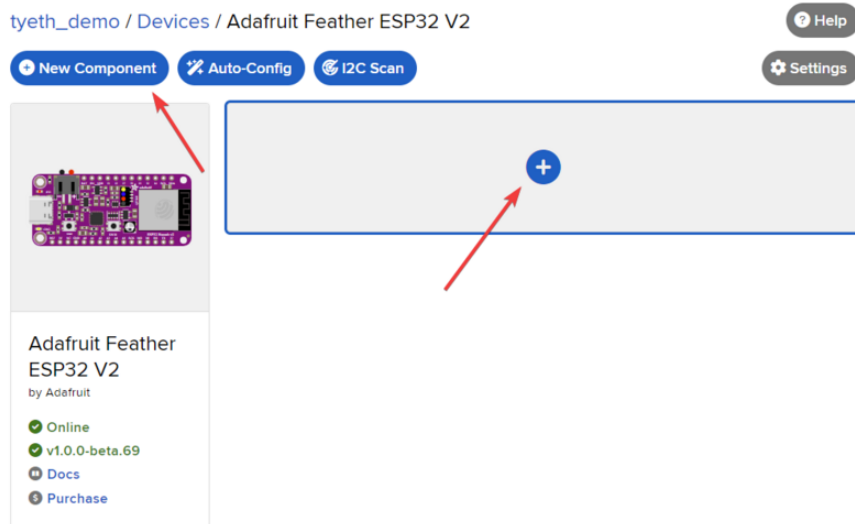 tyeth_demo / Devices / Adafruit Feather ESP32 V2
Help
New Component
Auto-Config
I2C Scan
Settings
Adafruit Feather
ESP32 V2
by Adafruit
Online
v1.0.0-beta.69
Docs
Purchase